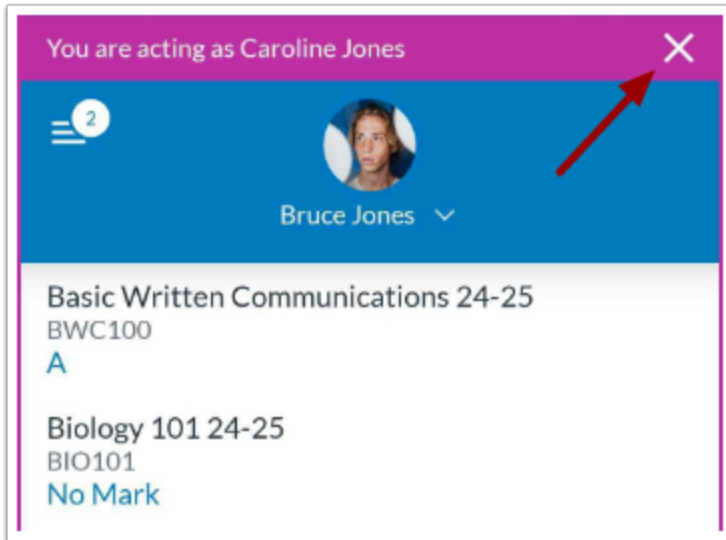 You are acting as Caroline Jones
2
Bruce Jones
Basic Written Communications 24-25
BWC100
A
Biology 101 24-25
BIO101
No Mark